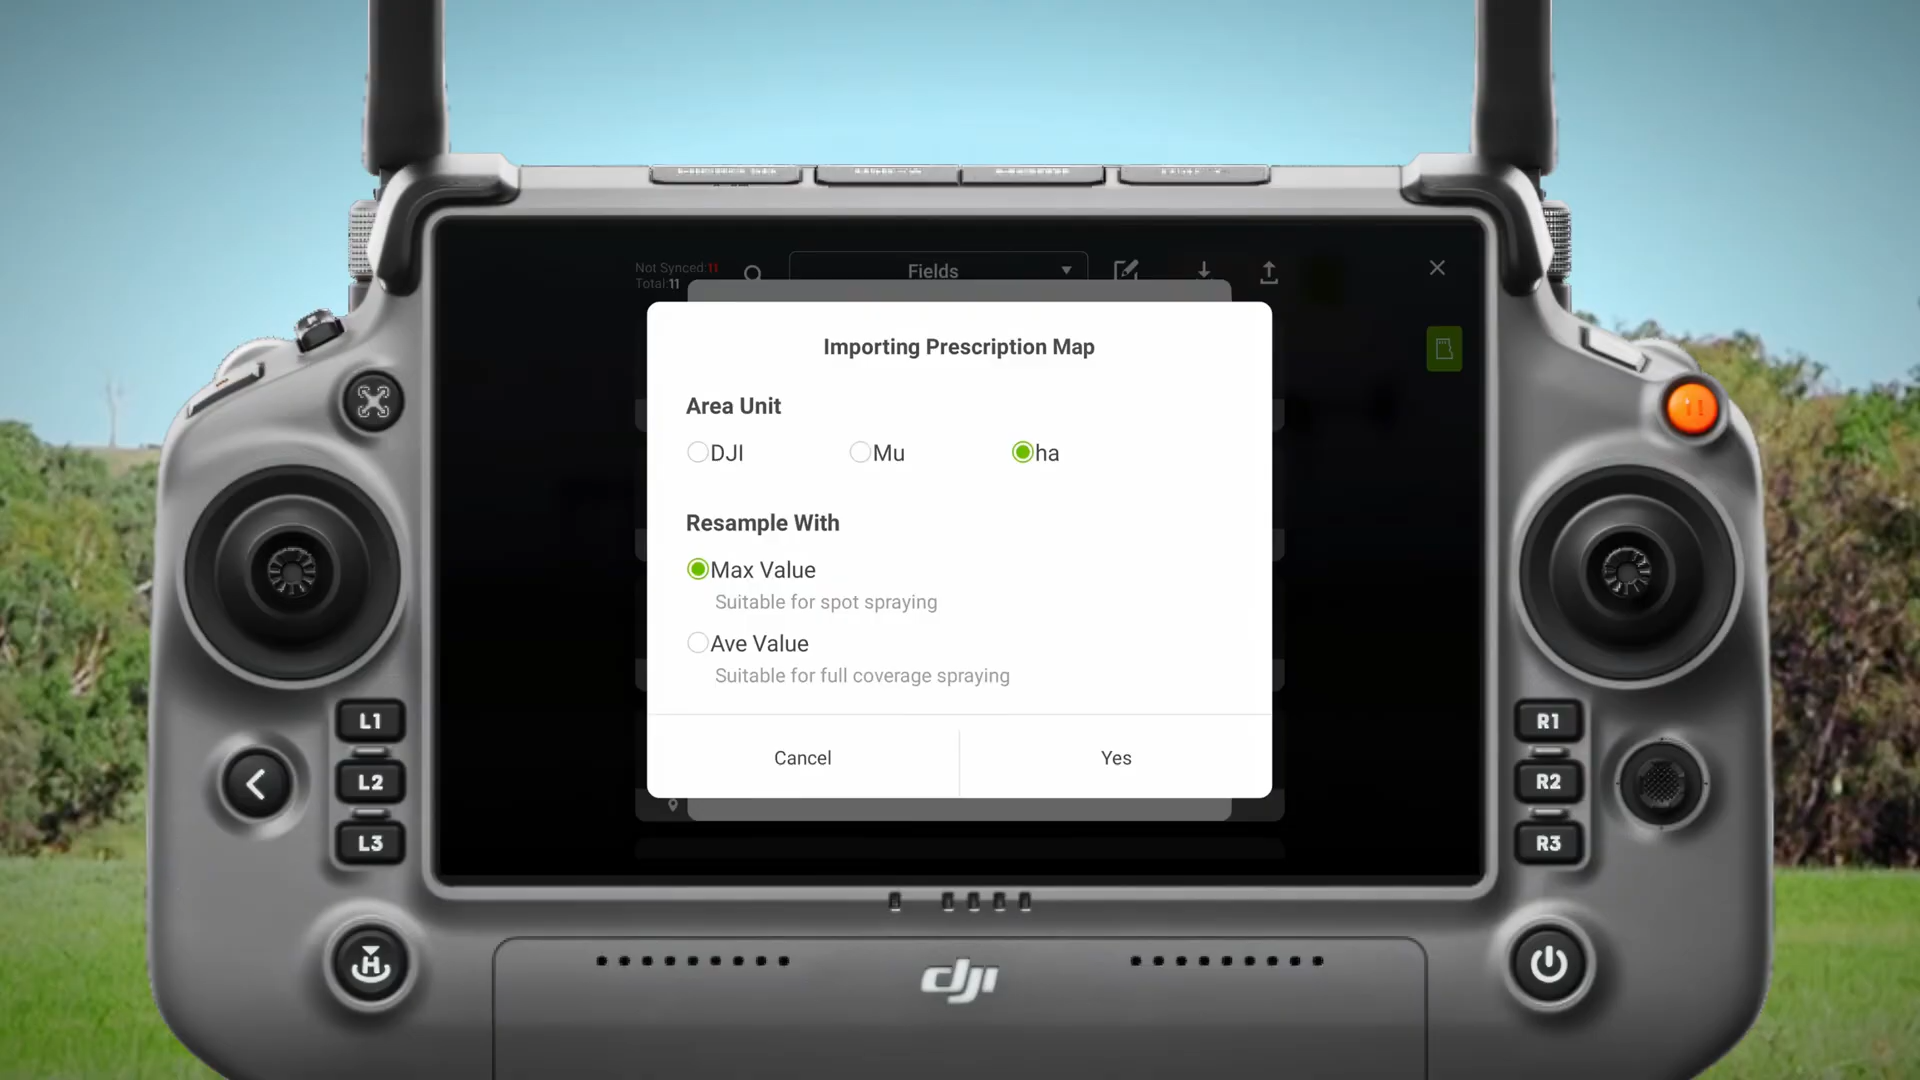 Not Synced:11
Total:11
Fields
Importing Prescription Map
Area Unit
DJI
Mu
ha
Resample With
Max Value
Suitable for spot spraying
Ave Value
Suitable for full coverage spraying
Cancel
Yes
L1
L2
L3
R1
R2
R3
H
dji